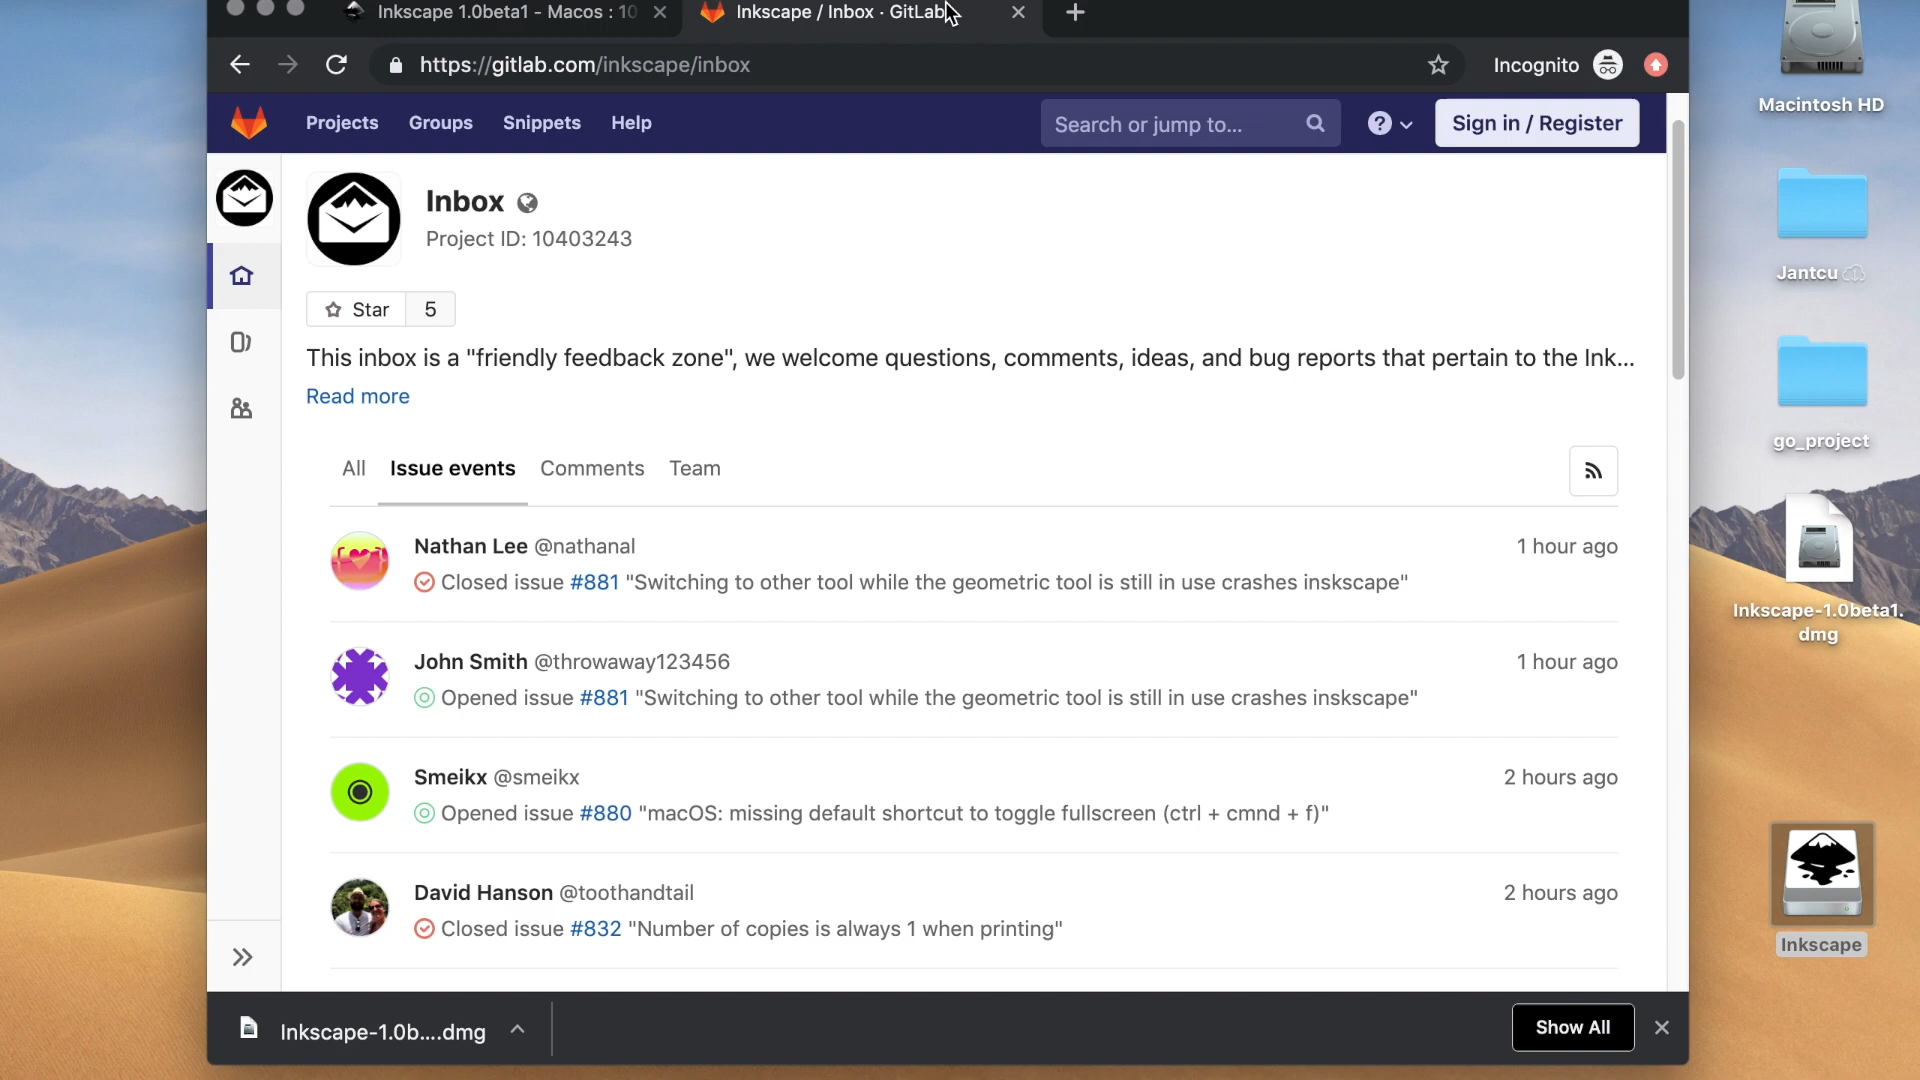 Inkscape 1.0beta1 - Macos : 10
Inkscape / Inbox · GitLab
https://gitlab.com/inkscape/inbox
Incognito
Projects
Groups
Snippets
Help
Search or jump to...
Sign in / Register
Inbox
Project ID: 10403243
Star
5
This inbox is a "friendly feedback zone", we welcome questions, comments, ideas, and bug reports that pertain to the Ink...
Read more
All
Issue events
Comments
Team
Nathan Lee @nathanal
1 hour ago
Closed issue #881 "Switching to other tool while the geometric tool is still in use crashes inskscape"
John Smith @throwaway123456
1 hour ago
Opened issue #881 "Switching to other tool while the geometric tool is still in use crashes inskscape"
Smeikx @smeikx
2 hours ago
Opened issue #880 "macOS: missing default shortcut to toggle fullscreen (ctrl + cmnd + f)"
David Hanson @toothandtail
2 hours ago
Closed issue #832 "Number of copies is always 1 when printing"
Inkscape-1.0b....dmg
Show All
Macintosh HD
Jantcu
go_project
Inkscape-1.0beta1.
dmg
Inkscape